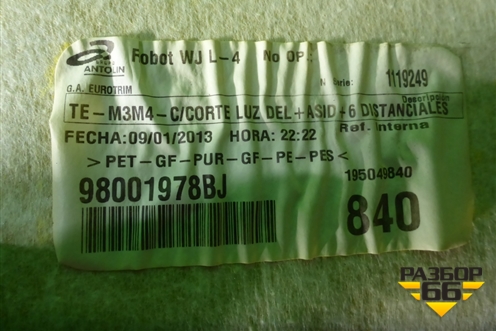 GRUPO
ANTOLIN
Fobot WJ L-4 No OP.:
G.A. EUROTRIM
Nº Serie: 1119249
Descripcion
TE-M3M4-C/CORTE LUZ DEL+ASID+6 DISTANCIALES
FECHA:09/01/2013 HORA: 22:22 Ref. Interna
>PET-GF-PUR-GF-PE-PES<
195049840
98001978BJ
840
РАЗБОР
66